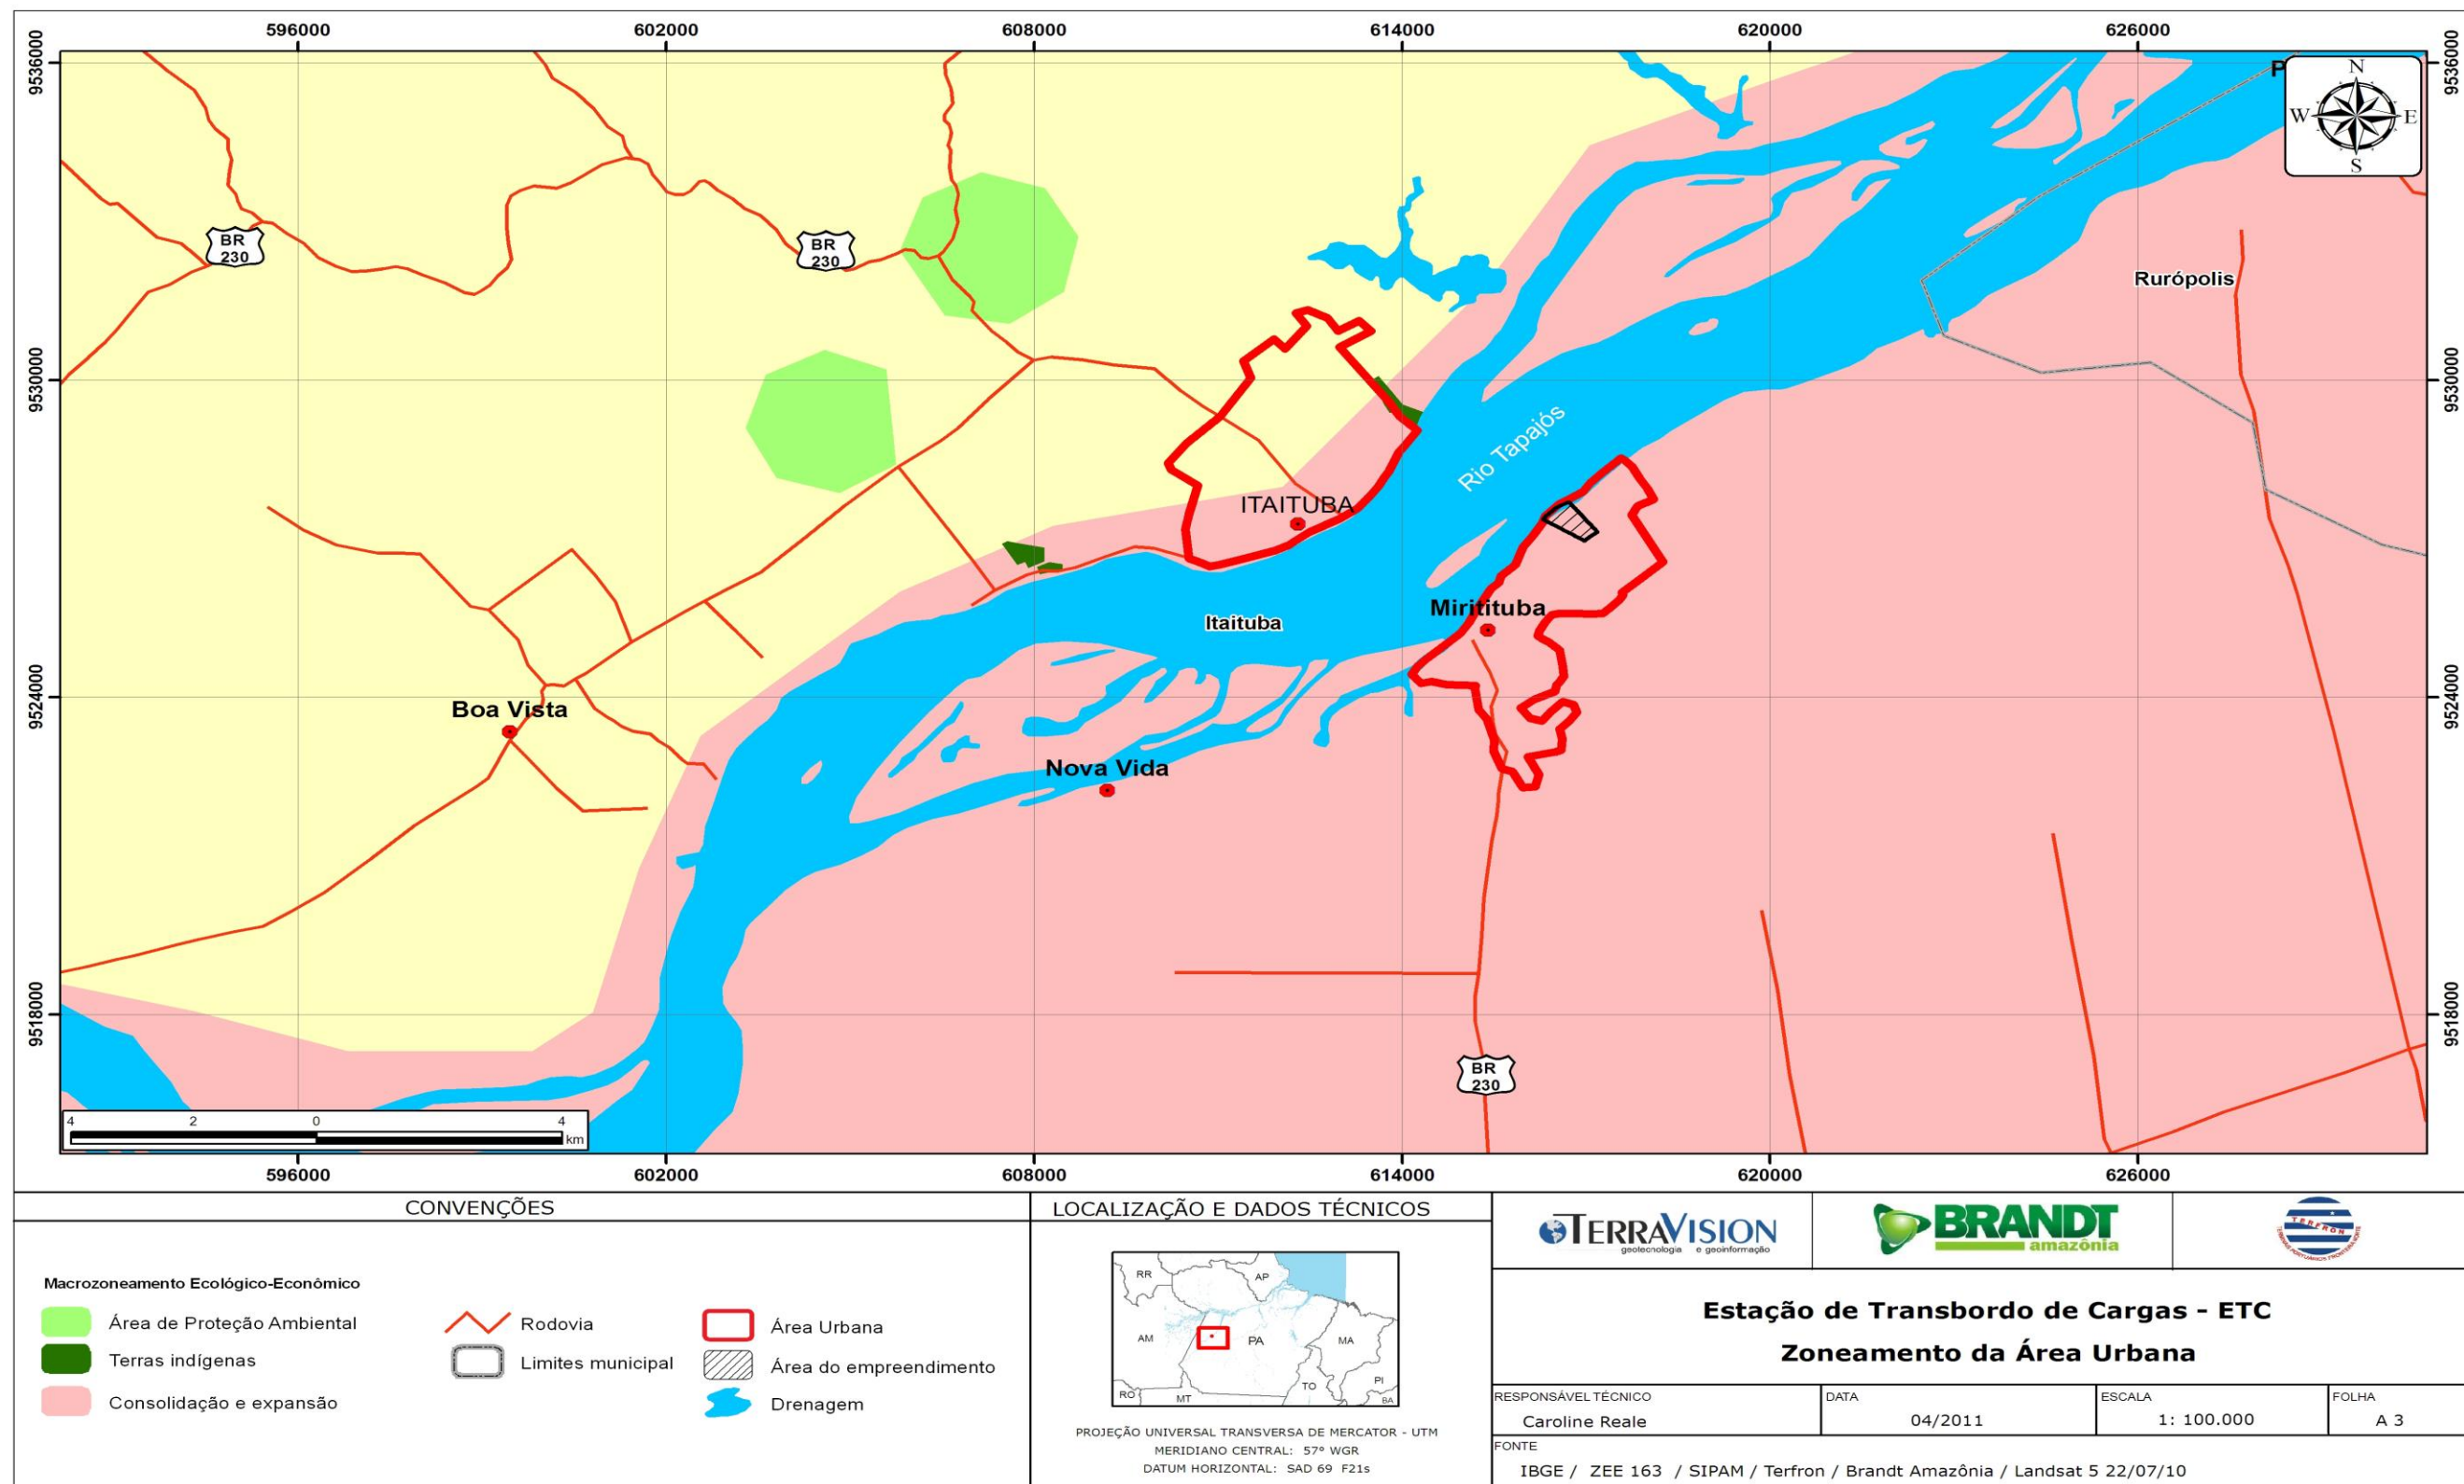 596000
602000
608000
614000
620000
626000
9536000
9536000
P
N
W
E
S
BR
230
BR
230
Rurópolis
9530000
9530000
Rio Tapajós
ITAITUBA
Miritituba
Itaituba
9524000
9524000
Boa Vista
Nova Vida
9518000
9518000
BR
230
4
2
0
4
km
596000
602000
608000
614000
620000
626000
CONVENÇÕES
Macrozoneamento Ecológico-Econômico
Área de Proteção Ambiental
Terras indígenas
Consolidação e expansão
Rodovia
Limites municipal
Área Urbana
Área do empreendimento
Drenagem
LOCALIZAÇÃO E DADOS TÉCNICOS
RR
AP
AM
PA
MA
PI
TO
RO
MT
BA
PROJEÇÃO UNIVERSAL TRANSVERSA DE MERCATOR - UTM
MERIDIANO CENTRAL: 57° WGR
DATUM HORIZONTAL: SAD 69 F21s
TERRAVISION
geotecnologia e geoinformação
BRANDT
amazônia
TERFRON
Estação de Transbordo de Cargas - ETC
Zoneamento da Área Urbana
RESPONSÁVEL TÉCNICO
Caroline Reale
DATA
04/2011
ESCALA
1: 100.000
FOLHA
A 3
FONTE
IBGE / ZEE 163 / SIPAM / Terfron / Brandt Amazônia / Landsat 5 22/07/10